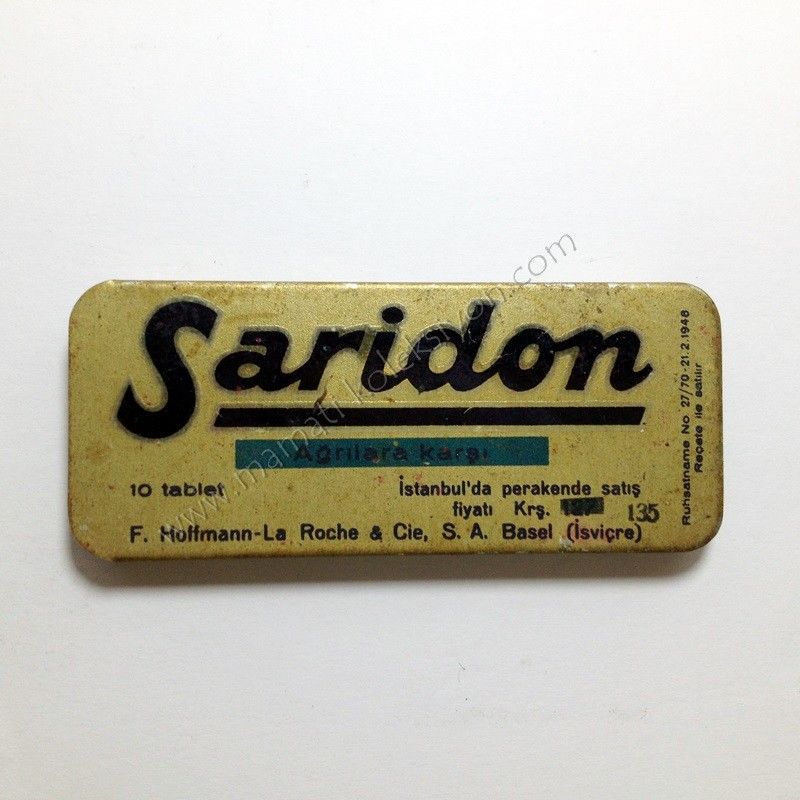 Saridon
Ağrılara karşı
10 tablet
İstanbul'da perakende satış
fiyatı Krş. 135
F. Hoffmann-La Roche & Cie, S. A. Basel (İsviçre)
Ruhsatname No 27/70-21.2.1948
Reçete ile satılır